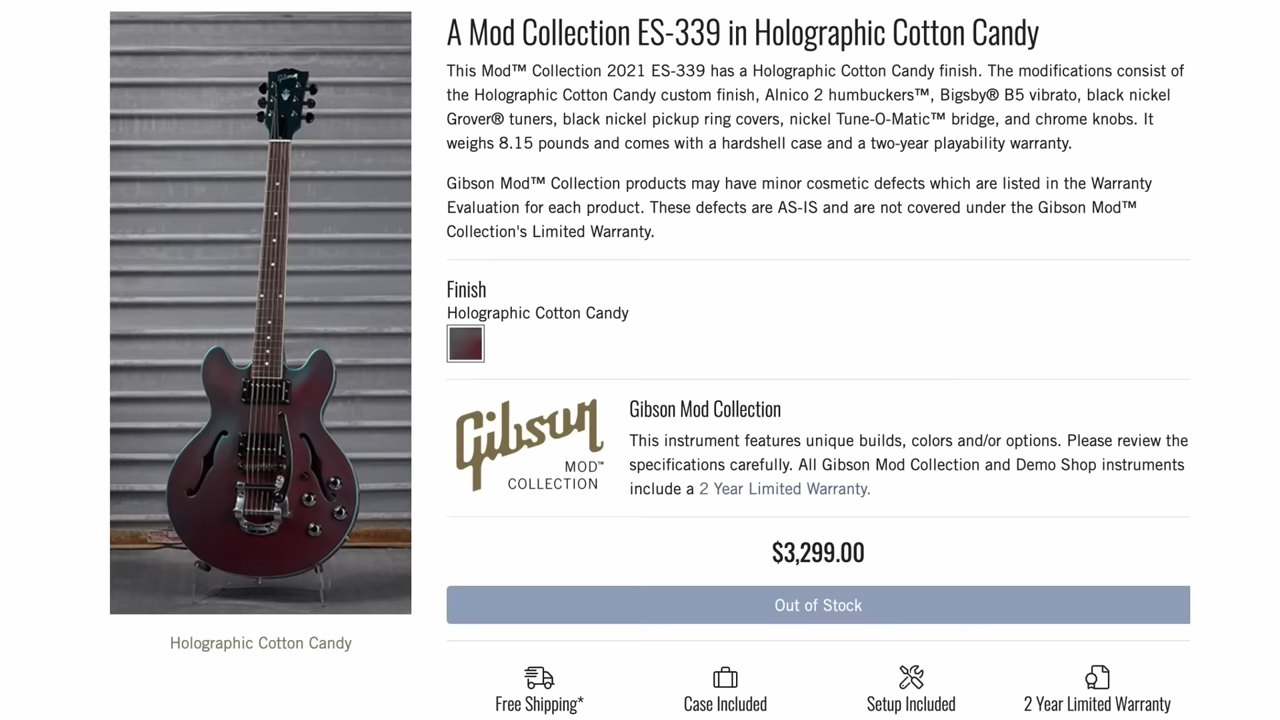 A Mod Collection ES-339 in Holographic Cotton Candy
This Mod™ Collection 2021 ES-339 has a Holographic Cotton Candy finish. The modifications consist of
the Holographic Cotton Candy custom finish, Alnico 2 humbuckers™, Bigsby® B5 vibrato, black nickel
Grover® tuners, black nickel pickup ring covers, nickel Tune-O-Matic™ bridge, and chrome knobs. It
weighs 8.15 pounds and comes with a hardshell case and a two-year playability warranty.
Gibson Mod™ Collection products may have minor cosmetic defects which are listed in the Warranty
Evaluation for each product. These defects are AS-IS and are not covered under the Gibson Mod™
Collection's Limited Warranty.
Finish
Holographic Cotton Candy
Gibson
MOD™
COLLECTION
Gibson Mod Collection
This instrument features unique builds, colors and/or options. Please review the
specifications carefully. All Gibson Mod Collection and Demo Shop instruments
include a 2 Year Limited Warranty.
$3,299.00
Out of Stock
Free Shipping*
Case Included
Setup Included
2 Year Limited Warranty
Gibson
Holographic Cotton Candy